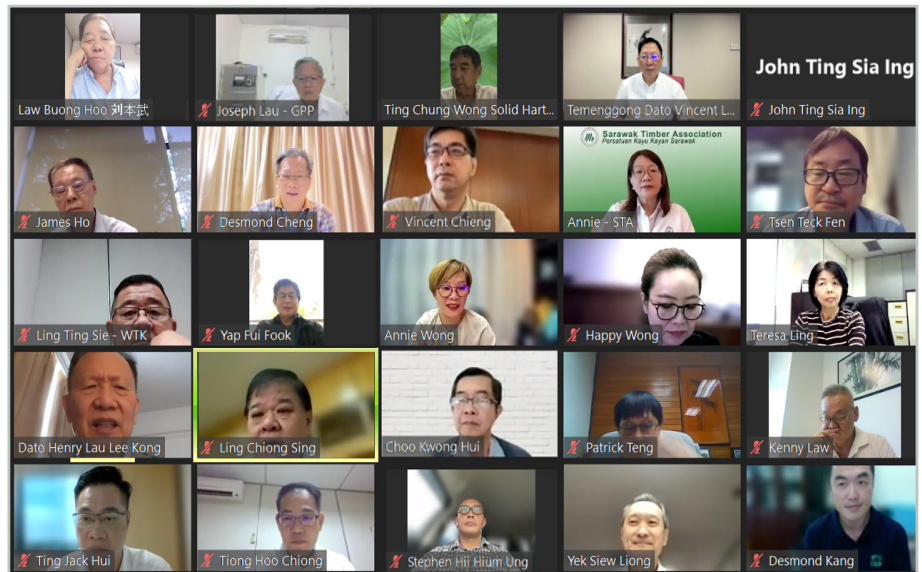 Law Buong Hoo 刘本武
Joseph Lau - GPP
Ting Chung Wong Solid Hart...
Temenggong Dato Vincent L...
John Ting Sia Ing
John Ting Sia Ing
James Ho
Desmond Cheng
Vincent Chieng
Sarawak Timber Association
Persatuan Kayu Kayan Sarawak
Annie - STA
Tsen Teck Fen
Ling Ting Sie - WTK
Yap Fui Fook
Annie Wong
Happy Wong
Teresa Ling
Dato Henry Lau Lee Kong
Ling Chiong Sing
Choo Kwong Hui
Patrick Teng
Kenny Law
Ting Jack Hui
Tiong Hoo Chiong
Stephen Hii Hium Ung
Yek Siew Liong
Desmond Kang